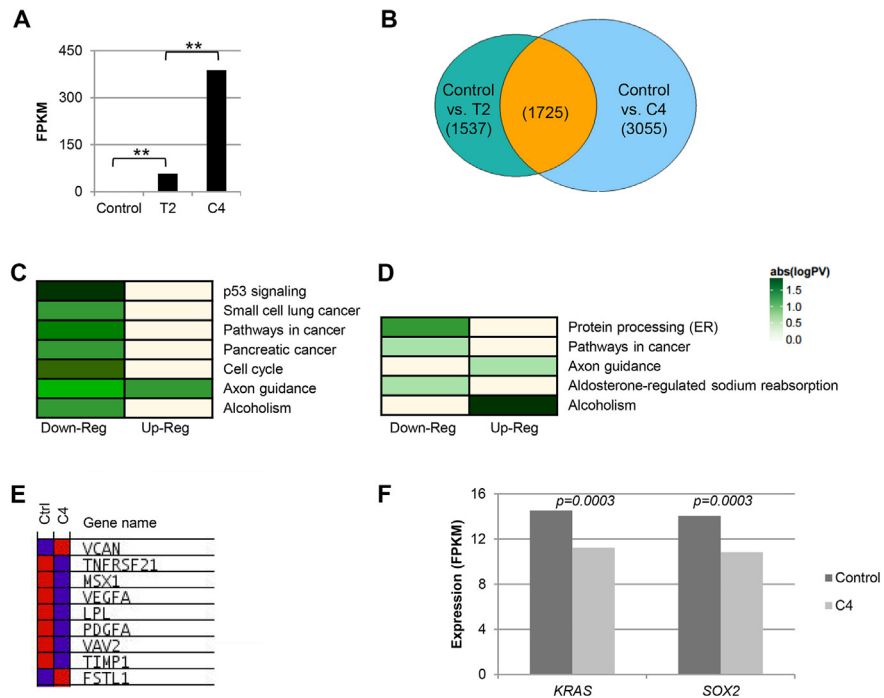 A
FPKM
450
300
150
0
**
**
Control T2 C4
B
Control
vs. T2
(1537)
(1725)
Control
vs. C4
(3055)
C
p53 signaling
Small cell lung cancer
Pathways in cancer
Pancreatic cancer
Cell cycle
Axon guidance
Alcoholism
Down-Reg Up-Reg
D
abs(logPV)
1.5
1.0
0.5
0.0
Protein processing (ER)
Pathways in cancer
Axon guidance
Aldosterone-regulated sodium reabsorption
Alcoholism
Down-Reg Up-Reg
E
Ctrl
C4
Gene name
VCAN
TNFRSF21
MSX1
VEGFA
LPL
PDGFA
VAV2
TIMP1
FSTL1
F
Expression (FPKM)
16
12
8
4
0
p=0.0003 p=0.0003
KRAS SOX2
Control
C4